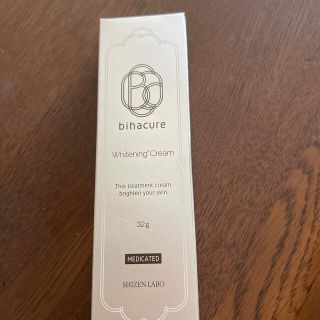 bihacure
Whitening*Cream
This treatment cream
brighten your skin.
32g
MEDICATED
SHIZEN LABO